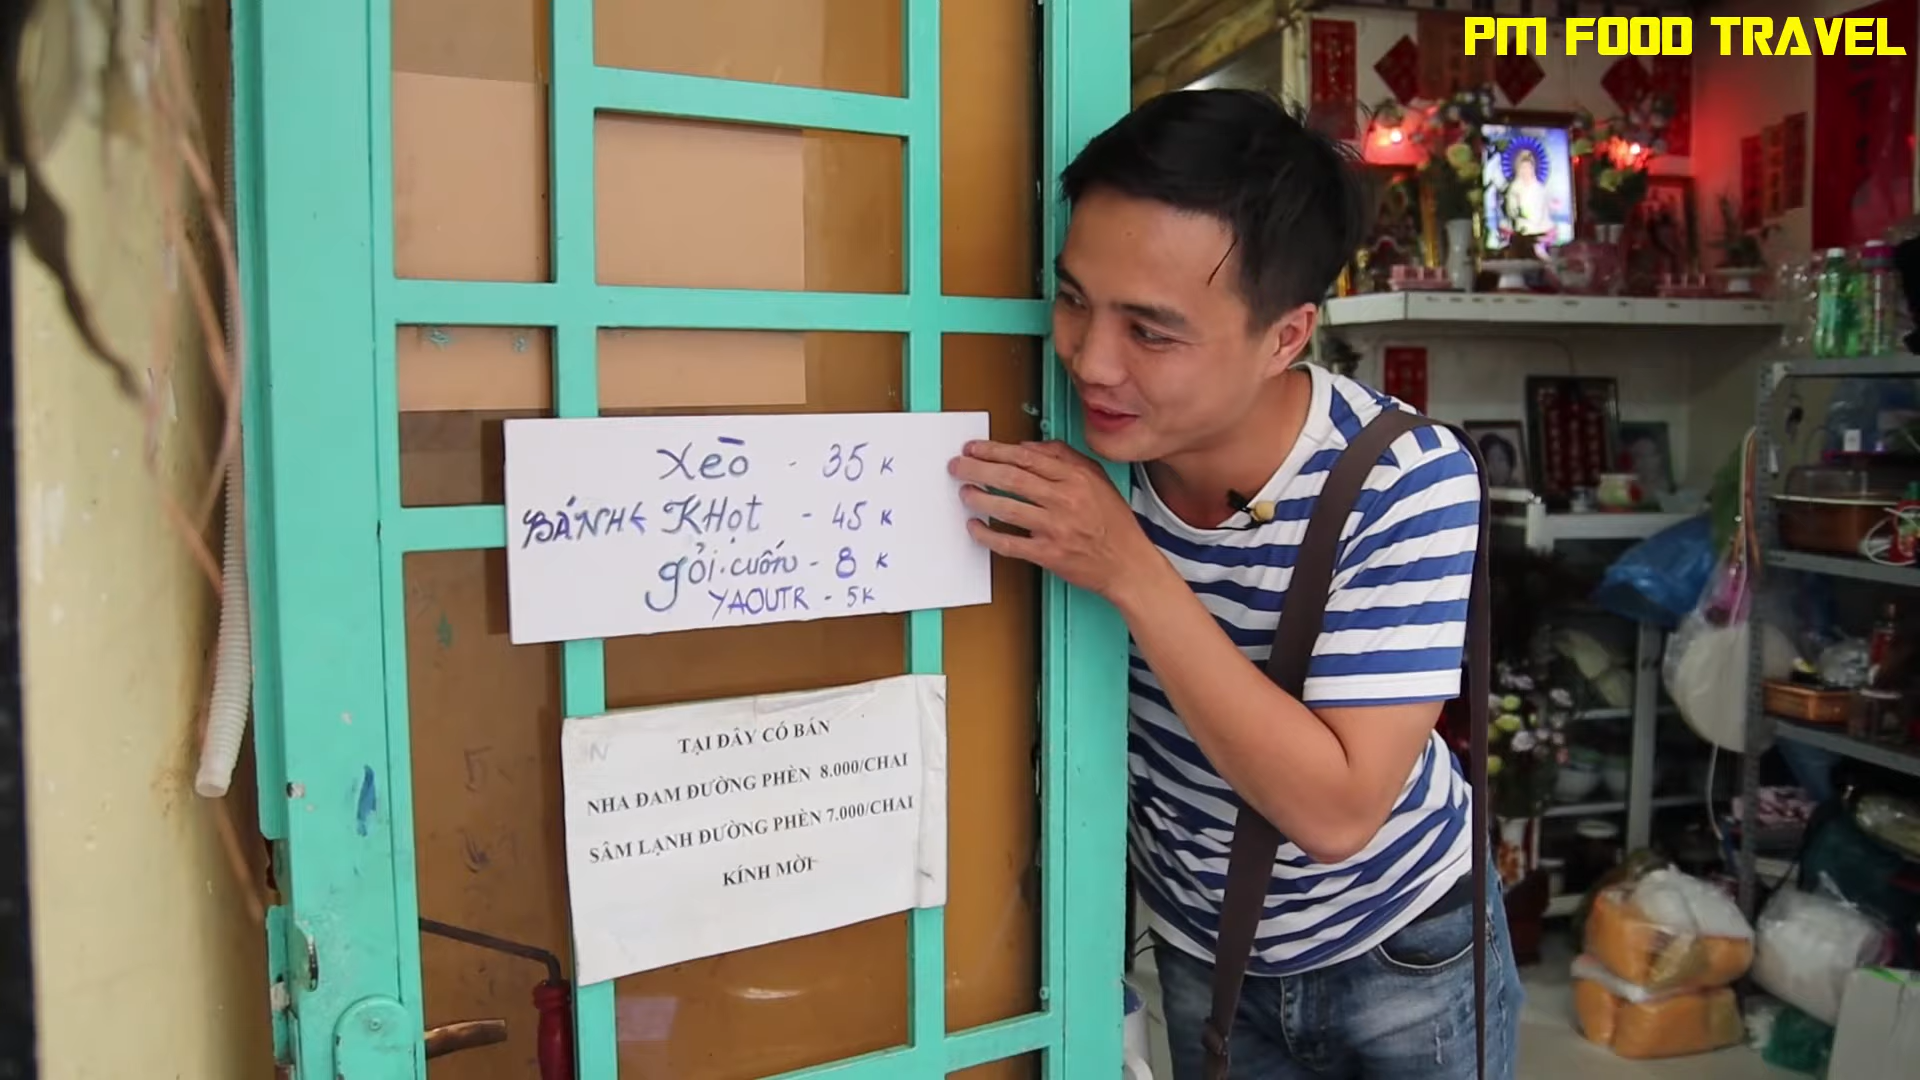 PM FOOD TRAVEL
xèo - 35 K
BÁNH KHỌT - 45 K
gỏi.cuốn - 8 K
YAOUTR - 5K
TẠI ĐÂY CÓ BÁN
NHA ĐAM ĐƯỜNG PHÈN 8.000/CHAI
SÂM LẠNH ĐƯỜNG PHÈN 7.000/CHAI
KÍNH MỜI